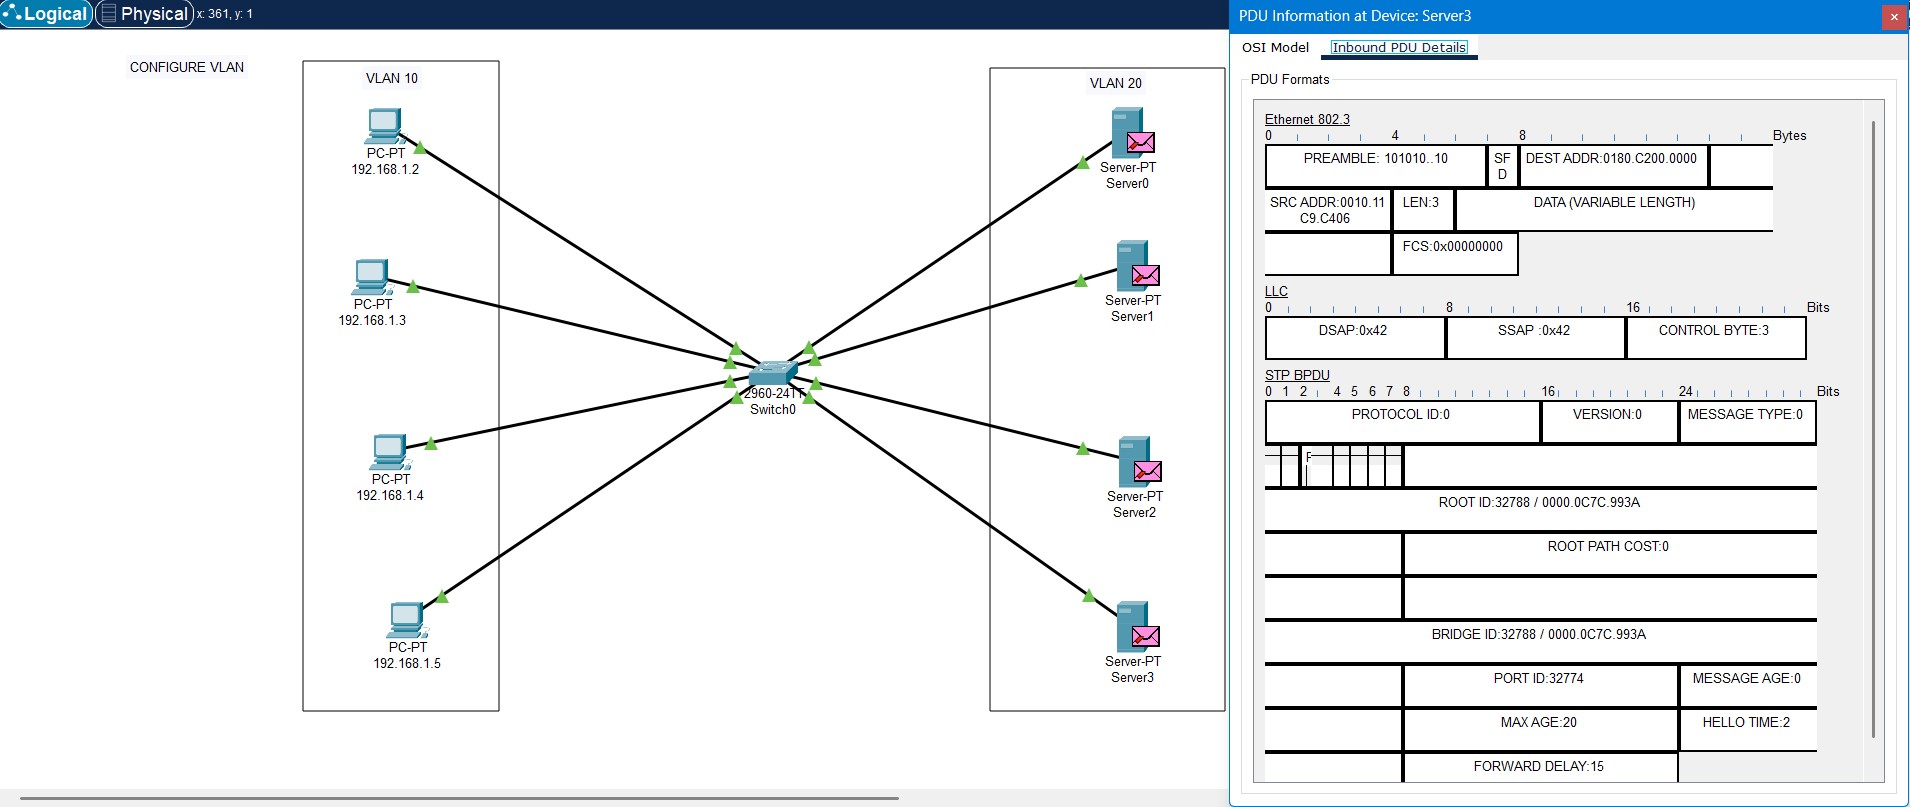 Logical Physical x: 361, y: 1
CONFIGURE VLAN
VLAN 10
PC-PT
192.168.1.2
PC-PT
192.168.1.3
PC-PT
192.168.1.4
PC-PT
192.168.1.5
2960-24TT
Switch0
VLAN 20
Server-PT
Server0
Server-PT
Server1
Server-PT
Server2
Server-PT
Server3
PDU Information at Device: Server3
OSI Model Inbound PDU Details
PDU Formats
Ethernet 802.3
0 4 8 Bytes
PREAMBLE: 101010..10 SF DEST ADDR:0180.C200.0000
D
SRC ADDR:0010.11 LEN:3 DATA (VARIABLE LENGTH)
C9.C406
FCS:0x00000000
LLC
0 8 16 Bits
DSAP:0x42 SSAP :0x42 CONTROL BYTE:3
STP BPDU
0 1 2 4 5 6 7 8 16 24 Bits
PROTOCOL ID:0 VERSION:0 MESSAGE TYPE:0
ROOT ID:32788 / 0000.0C7C.993A
ROOT PATH COST:0
BRIDGE ID:32788 / 0000.0C7C.993A
PORT ID:32774 MESSAGE AGE:0
MAX AGE:20 HELLO TIME:2
FORWARD DELAY:15